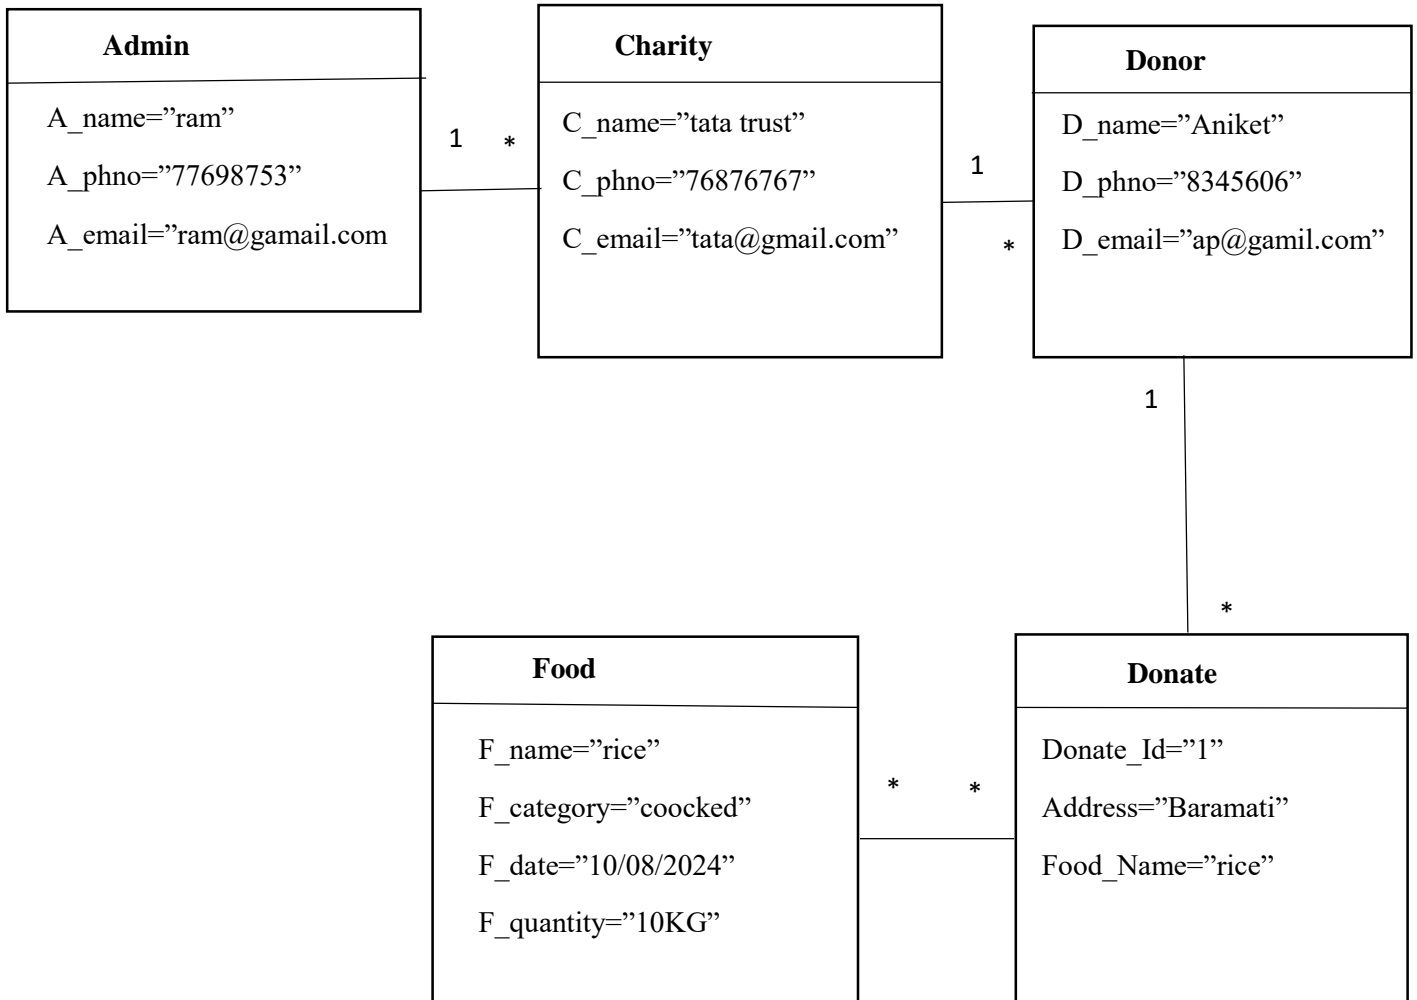 Admin
A_name=”ram”
A_phno=”77698753”
A_email=”ram@gamail.com
1 *
Charity
C_name=”tata trust”
C_phno=”76876767”
C_email=”tata@gmail.com”
1
*
Donor
D_name=”Aniket”
D_phno=”8345606”
D_email=”ap@gamil.com”
1
*
Food
F_name=”rice”
F_category=”coocked”
F_date=”10/08/2024”
F_quantity=”10KG”
* *
Donate
Donate_Id=”1”
Address=”Baramati”
Food_Name=”rice”